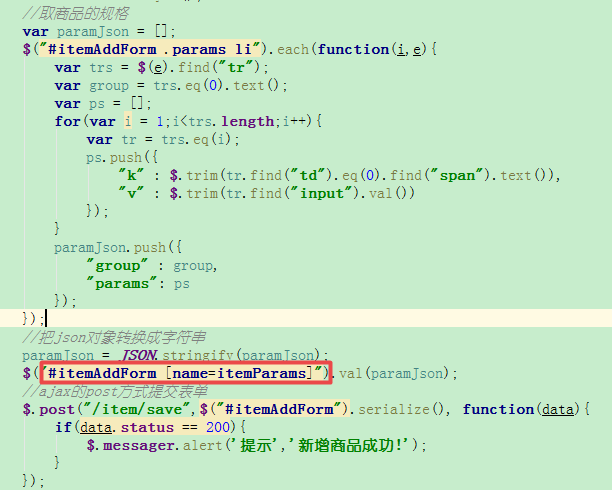 //取商品的规格
var paramJson = [];
$("#itemAddForm .params li").each(function(i,e){
var trs = $(e).find("tr");
var group = trs.eq(0).text();
var ps = [];
for(var i = 1;i<trs.length;i++){
var tr = trs.eq(i);
ps.push({
"k" : $.trim(tr.find("td").eq(0).find("span").text()),
"v" : $.trim(tr.find("input").val())
});
}
paramJson.push({
"group" : group,
"params": ps
});
});
//把json对象转换成字符串
paramJson = JSON.stringify(paramJson);
$("#itemAddForm [name=itemParams]").val(paramJson);
//ajax的post方式提交表单
$.post("/item/save",$("#itemAddForm").serialize(), function(data){
if(data.status == 200){
$.messager.alert('提示','新增商品成功!');
}
});